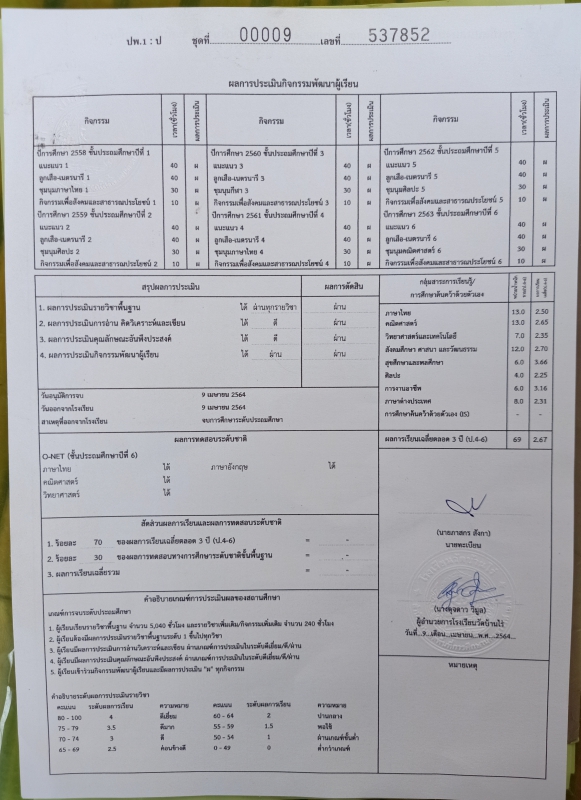 ปพ.1 : ป ชุดที่ 00009 เลขที่ 537852
ผลการประเมินกิจกรรมพัฒนาผู้เรียน
กิจกรรม เวลา(ชั่วโมง) ผลการประเมิน กิจกรรม เวลา(ชั่วโมง) ผลการประเมิน กิจกรรม เวลา(ชั่วโมง) ผลการประเมิน
ปีการศึกษา 2558 ชั้นประถมศึกษาปีที่ 1 ปีการศึกษา 2560 ชั้นประถมศึกษาปีที่ 3 ปีการศึกษา 2562 ชั้นประถมศึกษาปีที่ 5
แนะแนว 1 40 ผ แนะแนว 3 40 ผ แนะแนว 5 40 ผ
ลูกเสือ-เนตรนารี 1 40 ผ ลูกเสือ-เนตรนารี 3 40 ผ ลูกเสือ-เนตรนารี 5 40 ผ
ชุมนุมภาษาไทย 1 30 ผ ชุมนุมกีฬา 3 30 ผ ชุมนุมศิลปะ 5 30 ผ
กิจกรรมเพื่อสังคมและสาธารณประโยชน์ 1 10 ผ กิจกรรมเพื่อสังคมและสาธารณประโยชน์ 3 10 ผ กิจกรรมเพื่อสังคมและสาธารณประโยชน์ 5 10 ผ
ปีการศึกษา 2559 ชั้นประถมศึกษาปีที่ 2 ปีการศึกษา 2561 ชั้นประถมศึกษาปีที่ 4 ปีการศึกษา 2563 ชั้นประถมศึกษาปีที่ 6
แนะแนว 2 40 ผ แนะแนว 4 40 ผ แนะแนว 6 40 ผ
ลูกเสือ-เนตรนารี 2 40 ผ ลูกเสือ-เนตรนารี 4 40 ผ ลูกเสือ-เนตรนารี 6 40 ผ
ชุมนุมศิลปะ 2 30 ผ ชุมนุมภาษาไทย 4 30 ผ ชุมนุมคณิตศาสตร์ 6 30 ผ
กิจกรรมเพื่อสังคมและสาธารณประโยชน์ 2 10 ผ กิจกรรมเพื่อสังคมและสาธารณประโยชน์ 4 10 ผ กิจกรรมเพื่อสังคมและสาธารณประโยชน์ 6 10 ผ
สรุปผลการประเมิน ผลการตัดสิน
1. ผลการประเมินรายวิชาพื้นฐาน ได้ ผ่านทุกรายวิชา ผ่าน
2. ผลการประเมินการอ่าน คิดวิเคราะห์และเขียน ได้ ดี ผ่าน
3. ผลการประเมินคุณลักษณะอันพึงประสงค์ ได้ ดี ผ่าน
4. ผลการประเมินกิจกรรมพัฒนาผู้เรียน ได้ ผ่าน ผ่าน
วันอนุมัติการจบ 9 เมษายน 2564
วันออกจากโรงเรียน 9 เมษายน 2564
สาเหตุที่ออกจากโรงเรียน จบการศึกษาระดับประถมศึกษา
กลุ่มสาระการเรียนรู้/
การศึกษาค้นคว้าด้วยตัวเอง
ภาษาไทย 13.0 2.50
คณิตศาสตร์ 13.0 2.65
วิทยาศาสตร์และเทคโนโลยี 7.0 2.35
สังคมศึกษา ศาสนา และวัฒนธรรม 12.0 2.70
สุขศึกษาและพลศึกษา 6.0 3.66
ศิลปะ 4.0 2.25
การงานอาชีพ 6.0 3.16
ภาษาต่างประเทศ 8.0 2.31
การศึกษาค้นคว้าด้วยตัวเอง (IS) - -
ผลการเรียนเฉลี่ยตลอด 3 ปี (ป.4-6) 69 2.67
ผลการทดสอบระดับชาติ
O-NET (ชั้นประถมศึกษาปีที่ 6)
ภาษาไทย ได้ ภาษาอังกฤษ ได้
คณิตศาสตร์ ได้
วิทยาศาสตร์ ได้
สัดส่วนผลการเรียนและผลการทดสอบระดับชาติ
1. ร้อยละ 70 ของผลการเรียนเฉลี่ยตลอด 3 ปี (ป.4-6) = -
2. ร้อยละ 30 ของผลการทดสอบทางการศึกษาระดับชาติขั้นพื้นฐาน = -
3. ผลการเรียนเฉลี่ยรวม = -
(นายภาสกร สังกา)
นายทะเบียน
ผู้อำนวยการโรงเรียนวัดบ้านไร่
วันที่ 9 เดือน เมษายน พ.ศ. 2564
หมายเหตุ
คำอธิบายเกณฑ์การประเมินผลของสถานศึกษา
เกณฑ์การจบระดับประถมศึกษา
1. ผู้เรียนเรียนรายวิชาพื้นฐาน จำนวน 5,040 ชั่วโมง และรายวิชาเพิ่มเติม/กิจกรรมเพิ่มเติม จำนวน 240 ชั่วโมง
2. ผู้เรียนต้องมีผลการประเมินรายวิชาพื้นฐานระดับ 1 ขึ้นไปทุกวิชา
3. ผู้เรียนมีผลการประเมินการอ่าน คิดวิเคราะห์และเขียน ผ่านเกณฑ์การประเมินในระดับดีเยี่ยม/ดี/ผ่าน
4. ผู้เรียนมีผลการประเมินคุณลักษณะอันพึงประสงค์ ผ่านเกณฑ์การประเมินในระดับดีเยี่ยม/ดี/ผ่าน
5. ผู้เรียนเข้าร่วมกิจกรรมพัฒนาผู้เรียนและมีผลการประเมิน "ผ" ทุกกิจกรรม
คำอธิบายระดับผลการประเมินรายวิชา
คะแนน ระดับผลการเรียน ความหมาย คะแนน ระดับผลการเรียน ความหมาย
80 - 100 4 ดีเยี่ยม 60 - 64 2 ปานกลาง
75 - 79 3.5 ดีมาก 55 - 59 1.5 พอใช้
70 - 74 3 ดี 50 - 54 1 ผ่านเกณฑ์ขั้นต่ำ
65 - 69 2.5 ค่อนข้างดี 0 - 49 0 ต่ำกว่าเกณฑ์